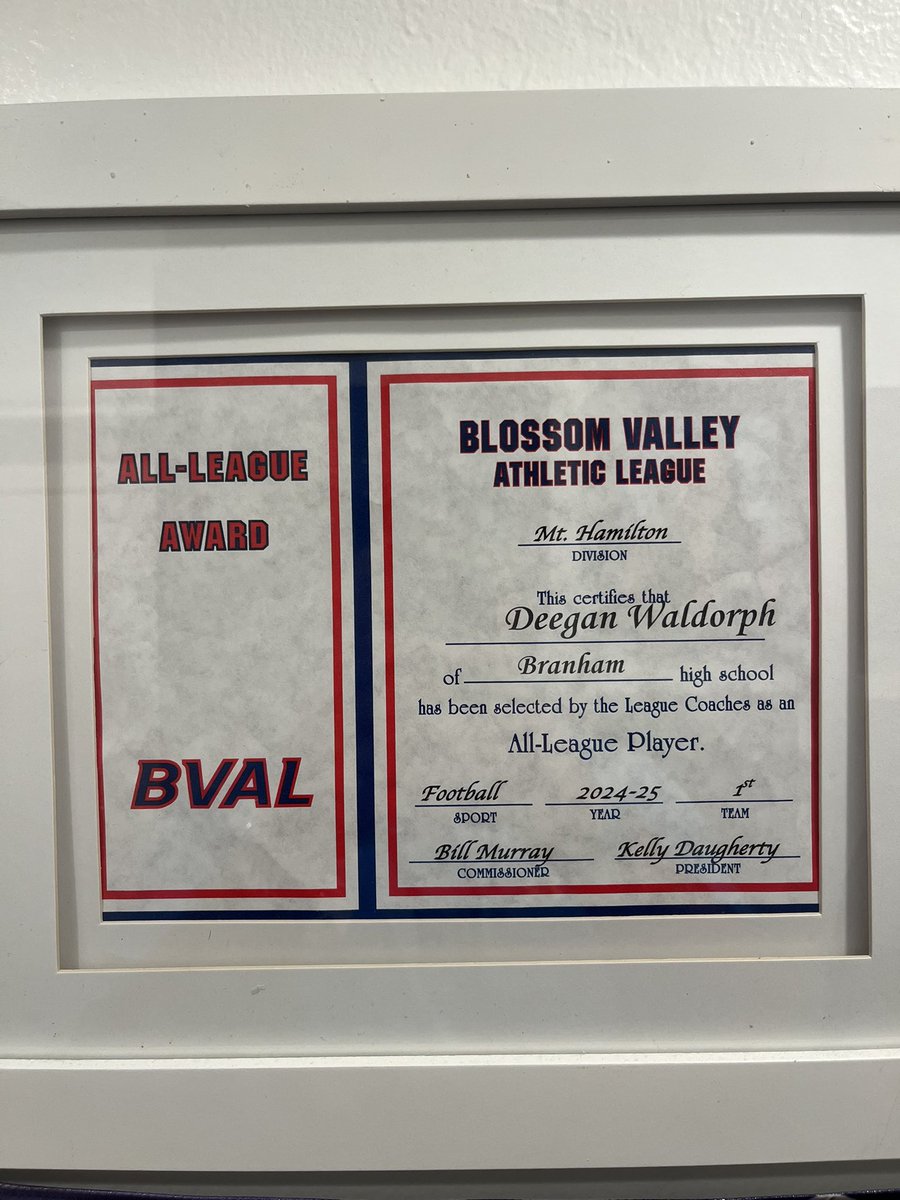 ALL-LEAGUE
AWARD
BVAL
BLOSSOM VALLEY
ATHLETIC LEAGUE
Mt. Hamilton
DIVISION
This certifies that
Deegan Waldorph
of Branham high school
has been selected by the League Coaches as an
All-League Player.
Football 2024-25 1st
SPORT YEAR TEAM
Bill Murray Kelly Daugherty
COMMISSIONER PRESIDENT